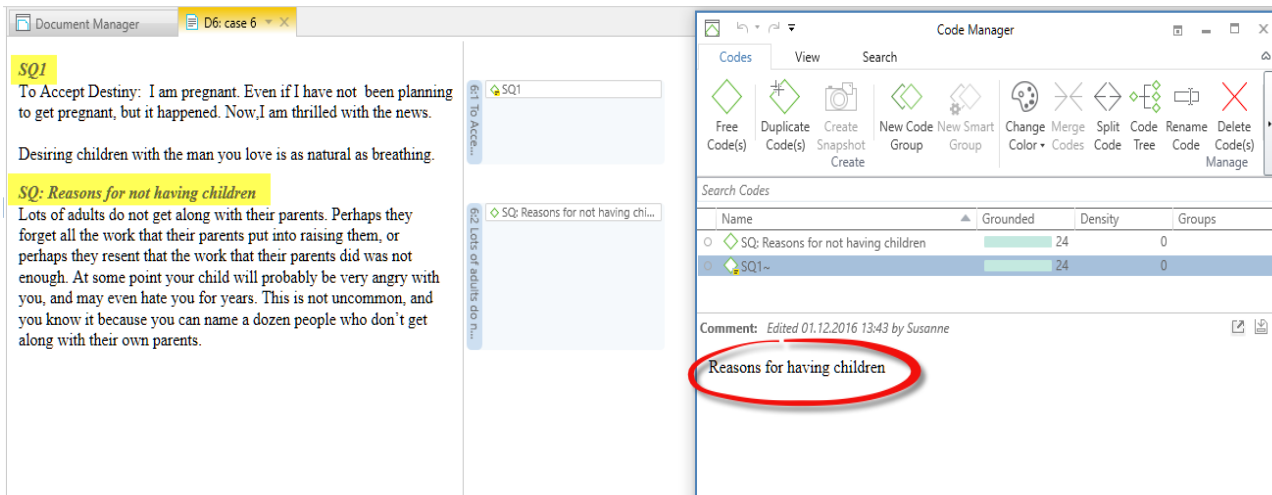 Document Manager
D6: case 6
SQ1
To Accept Destiny: I am pregnant. Even if I have not been planning
to get pregnant, but it happened. Now,I am thrilled with the news.
Desiring children with the man you love is as natural as breathing.
SQ: Reasons for not having children
Lots of adults do not get along with their parents. Perhaps they
forget all the work that their parents put into raising them, or
perhaps they resent that the work that their parents did was not
enough. At some point your child will probably be very angry with
you, and may even hate you for years. This is not uncommon, and
you know it because you can name a dozen people who don’t get
along with their own parents.
6:1 To Acce...
SQ1
6:2 Lots of adults do n...
SQ: Reasons for not having chi...
Code Manager
Codes View Search
Free Duplicate Create New Code New Smart Change Merge Split Code Rename Delete
Code(s) Code(s) Snapshot Group Group Color Codes Code Tree Code Code(s)
Create Manage
Search Codes
Name Grounded Density Groups
SQ: Reasons for not having children 24 0
SQ1~ 24 0
Comment: Edited 01.12.2016 13:43 by Susanne
Reasons for having children